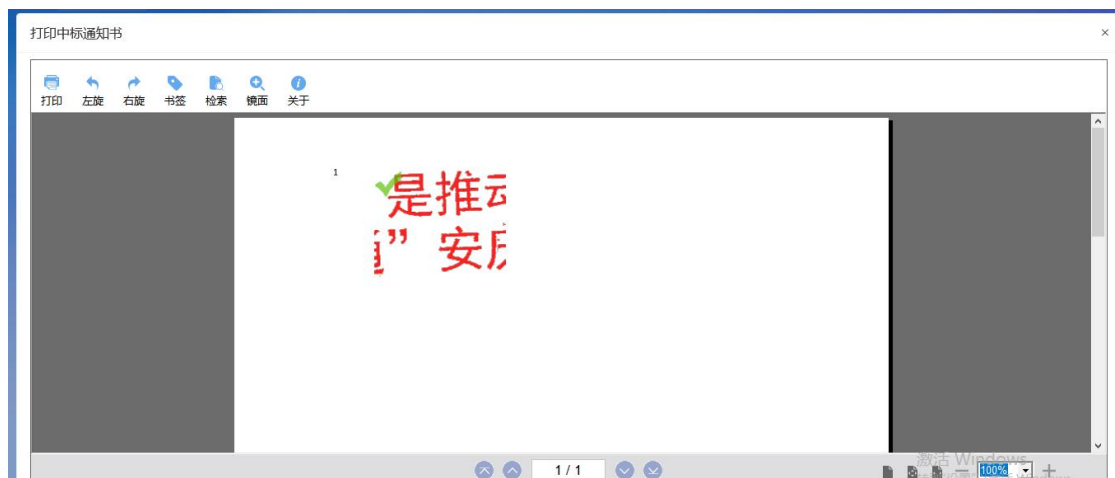 打印中标通知书
×
打印 左旋 右旋 书签 检索 镜面 关于
1
是推
” 安
1 / 1
100%
激活 Windows